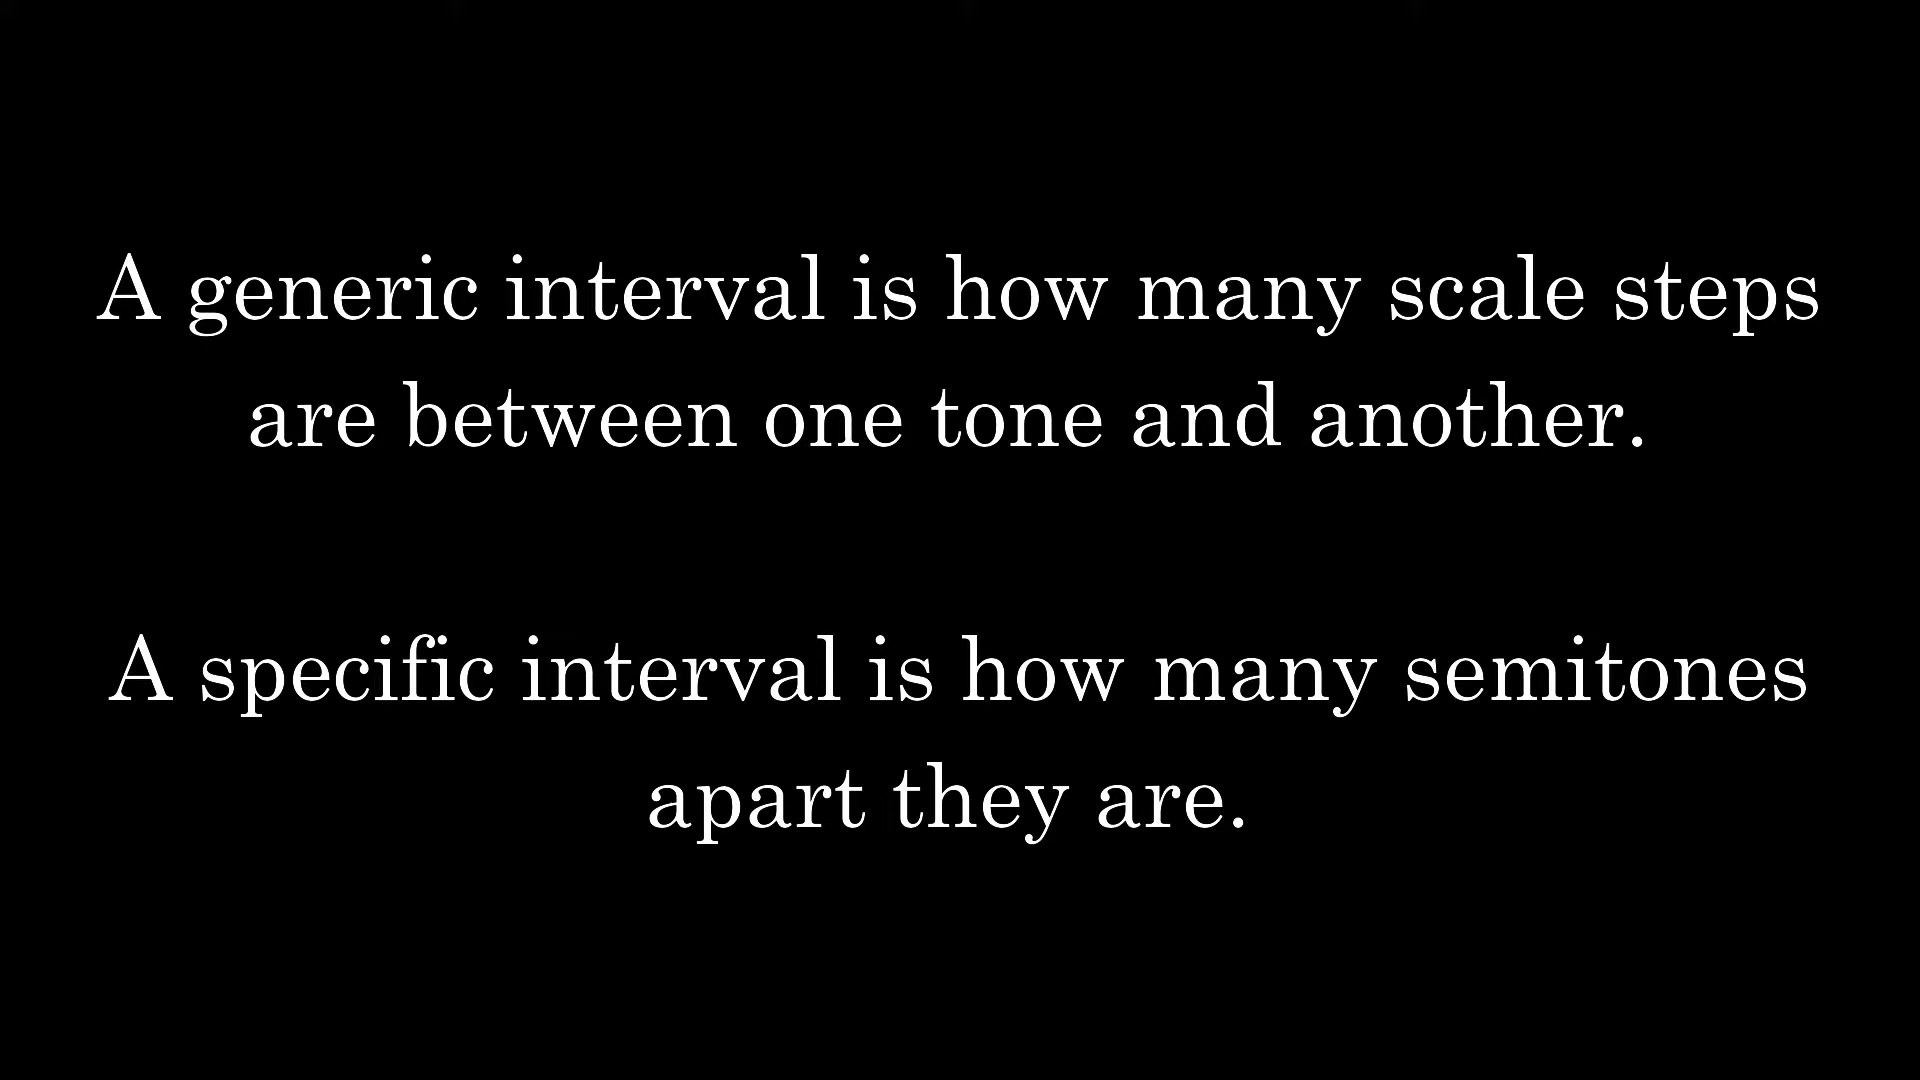 A generic interval is how many scale steps
are between one tone and another.
A specific interval is how many semitones
apart they are.